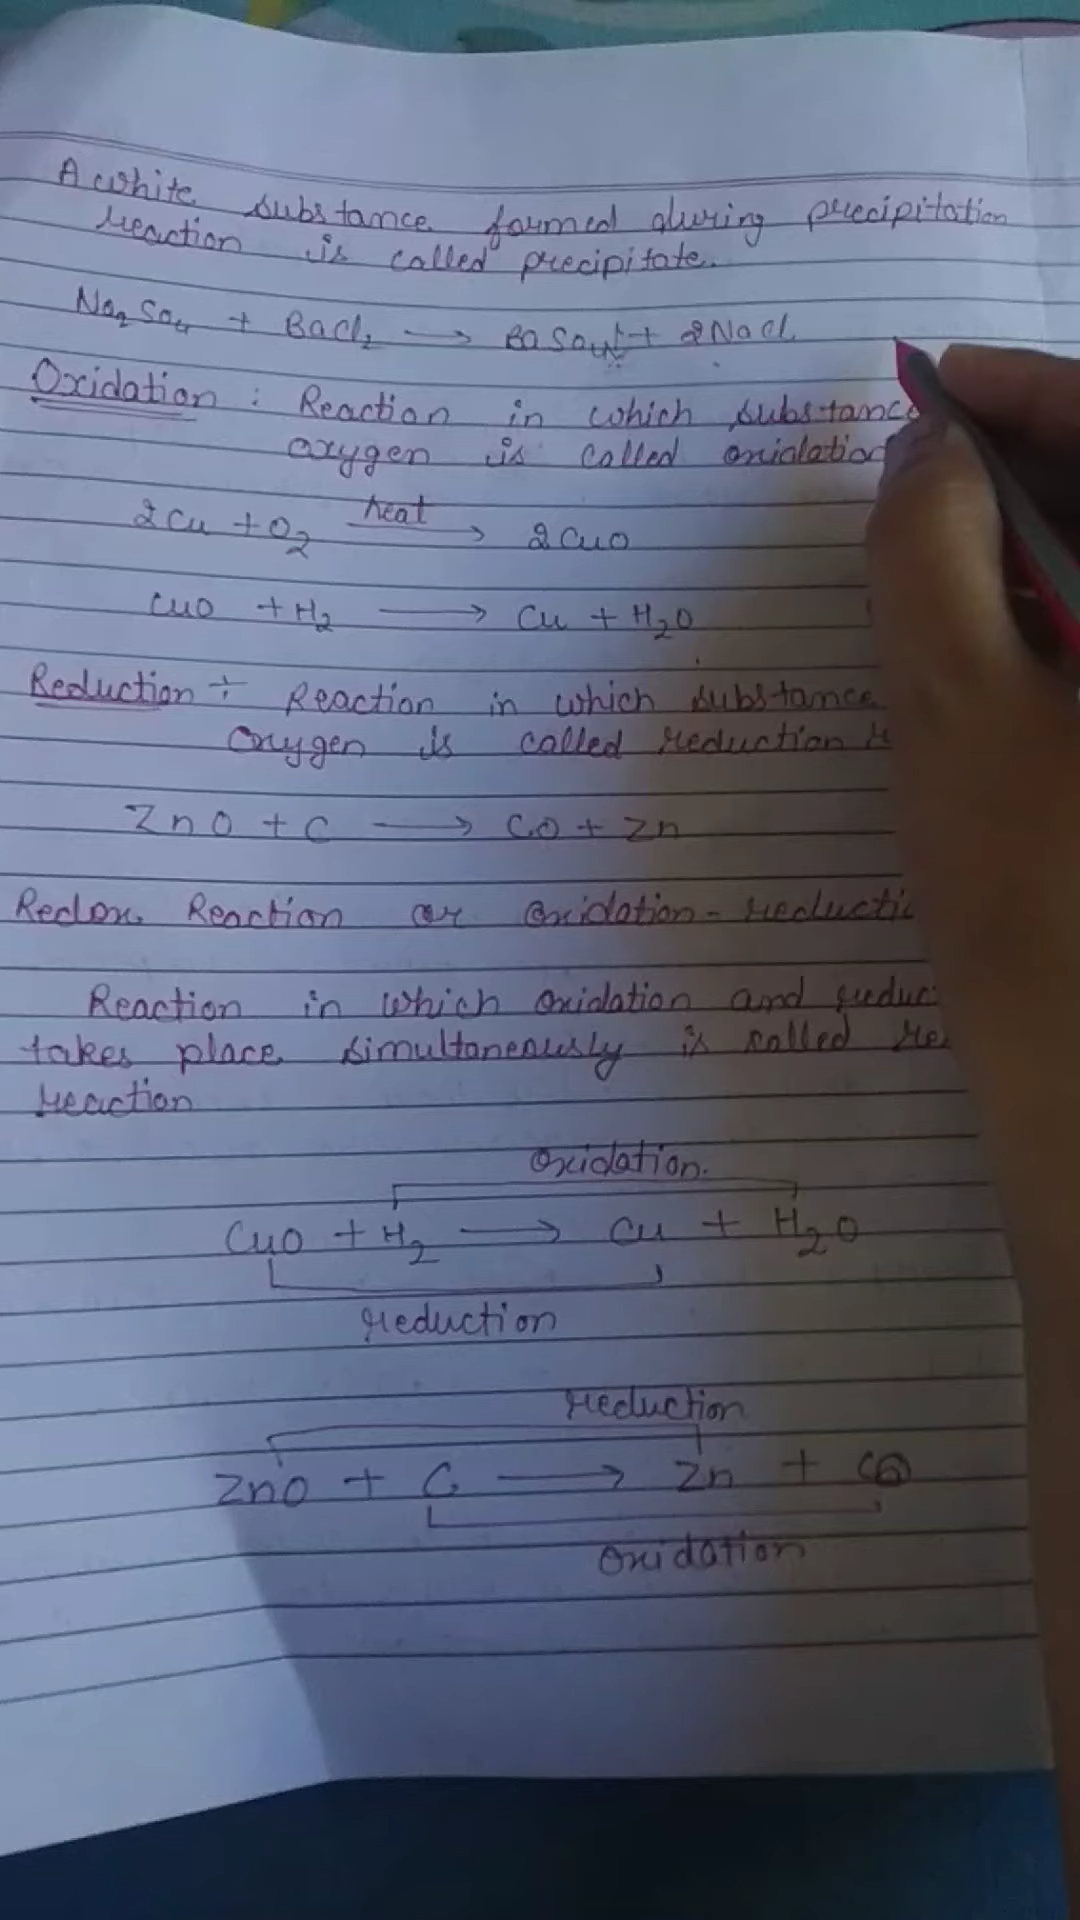 A white substance formed during precipitation
reaction is called precipitate.
Na2So4 + BaCl2 → BaSo4↓ + 2NaCl
Oxidation : Reaction in which substance
oxygen is called oxidation
2Cu + O2 heat → 2CuO
CuO + H2 → Cu + H2O
Reduction ÷ Reaction in which substance
Oxygen is called reduction
ZnO + C → CO + Zn
Redox Reaction or Oxidation - reducti
Reaction in which oxidation and reduc
takes place simultaneously is called re
reaction
Oxidation.
CuO + H2 → Cu + H2O
reduction
reduction
ZnO + C → Zn + CO
Oxidation